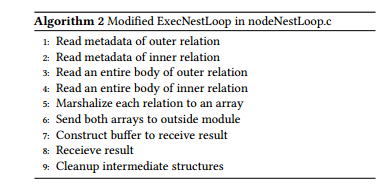 Algorithm 2 Modified ExecNestLoop in nodeNestLoop.c
1: Read metadata of outer relation
2: Read metadata of inner relation
3: Read an entire body of outer relation
4: Read an entire body of inner relation
5: Marshalize each relation to an array
6: Send both arrays to outside module
7: Construct buffer to receive result
8: Receieve result
9: Cleanup intermediate structures